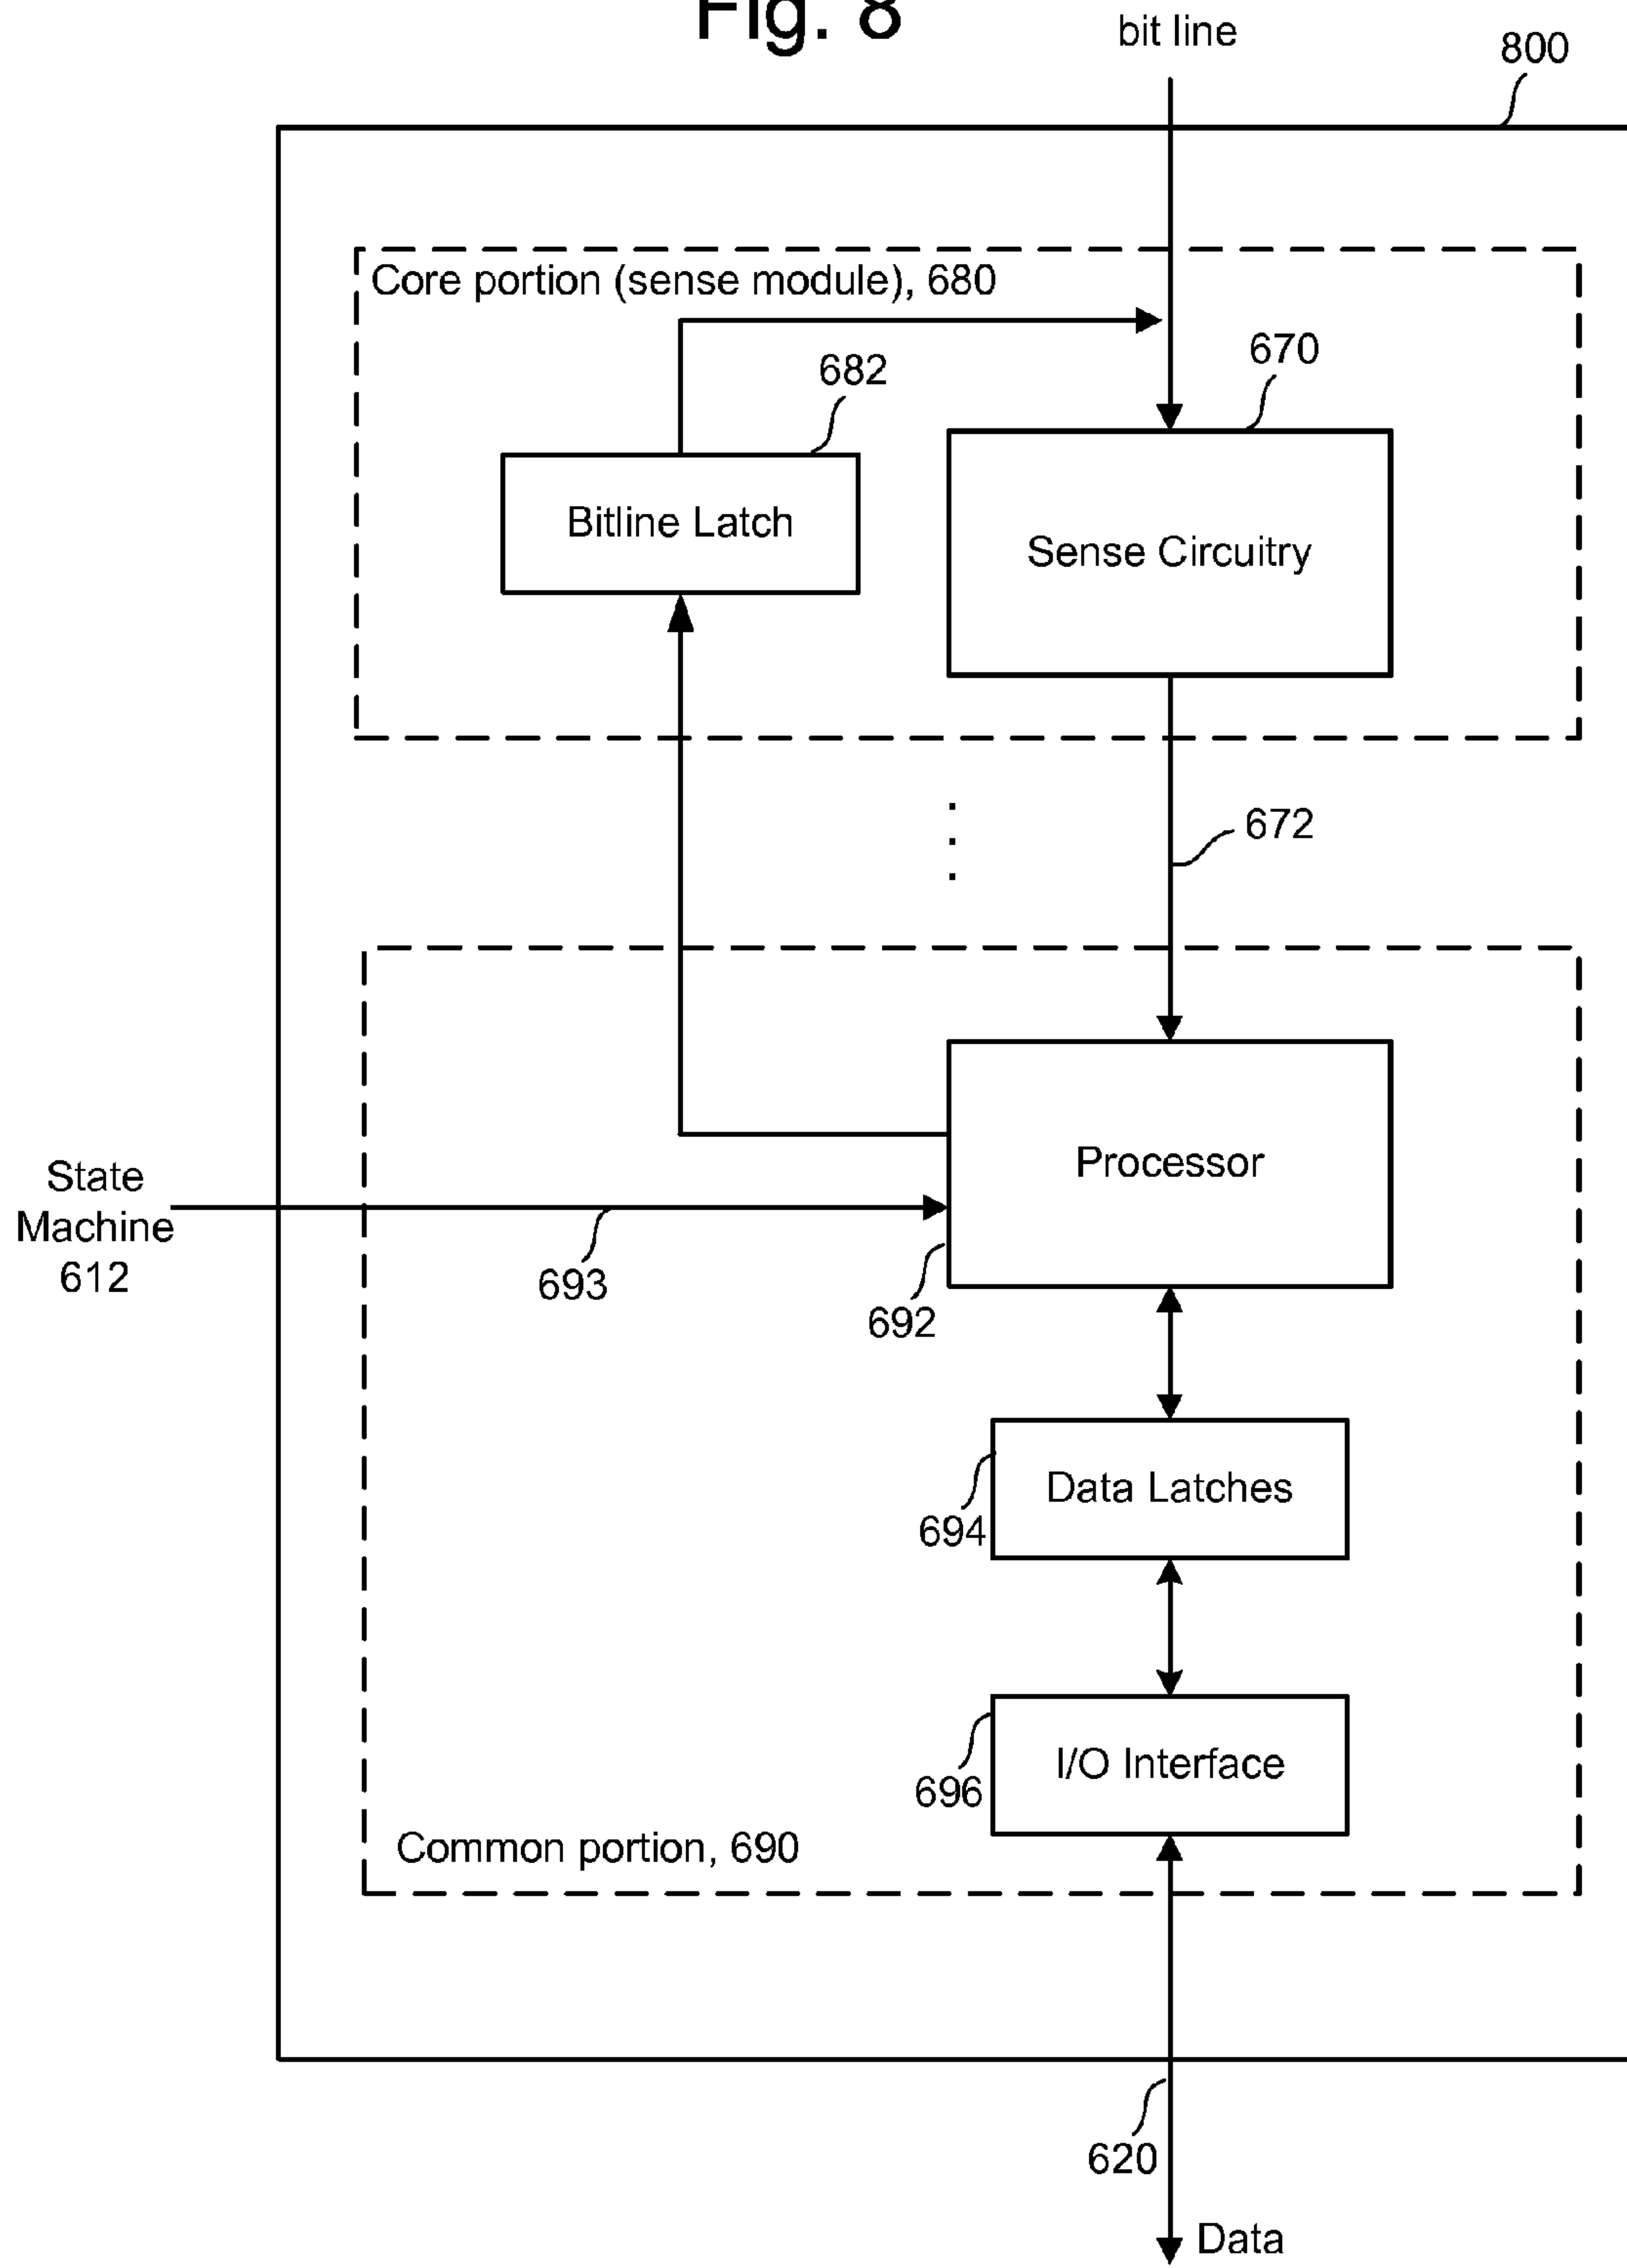 Fig. 8
bit line
800
Core portion (sense module), 680
670
682
Bitline Latch
Sense Circuitry
672
Processor
State
Machine
612
693
692
Data Latches
694
I/O Interface
696
Common portion, 690
620
Data